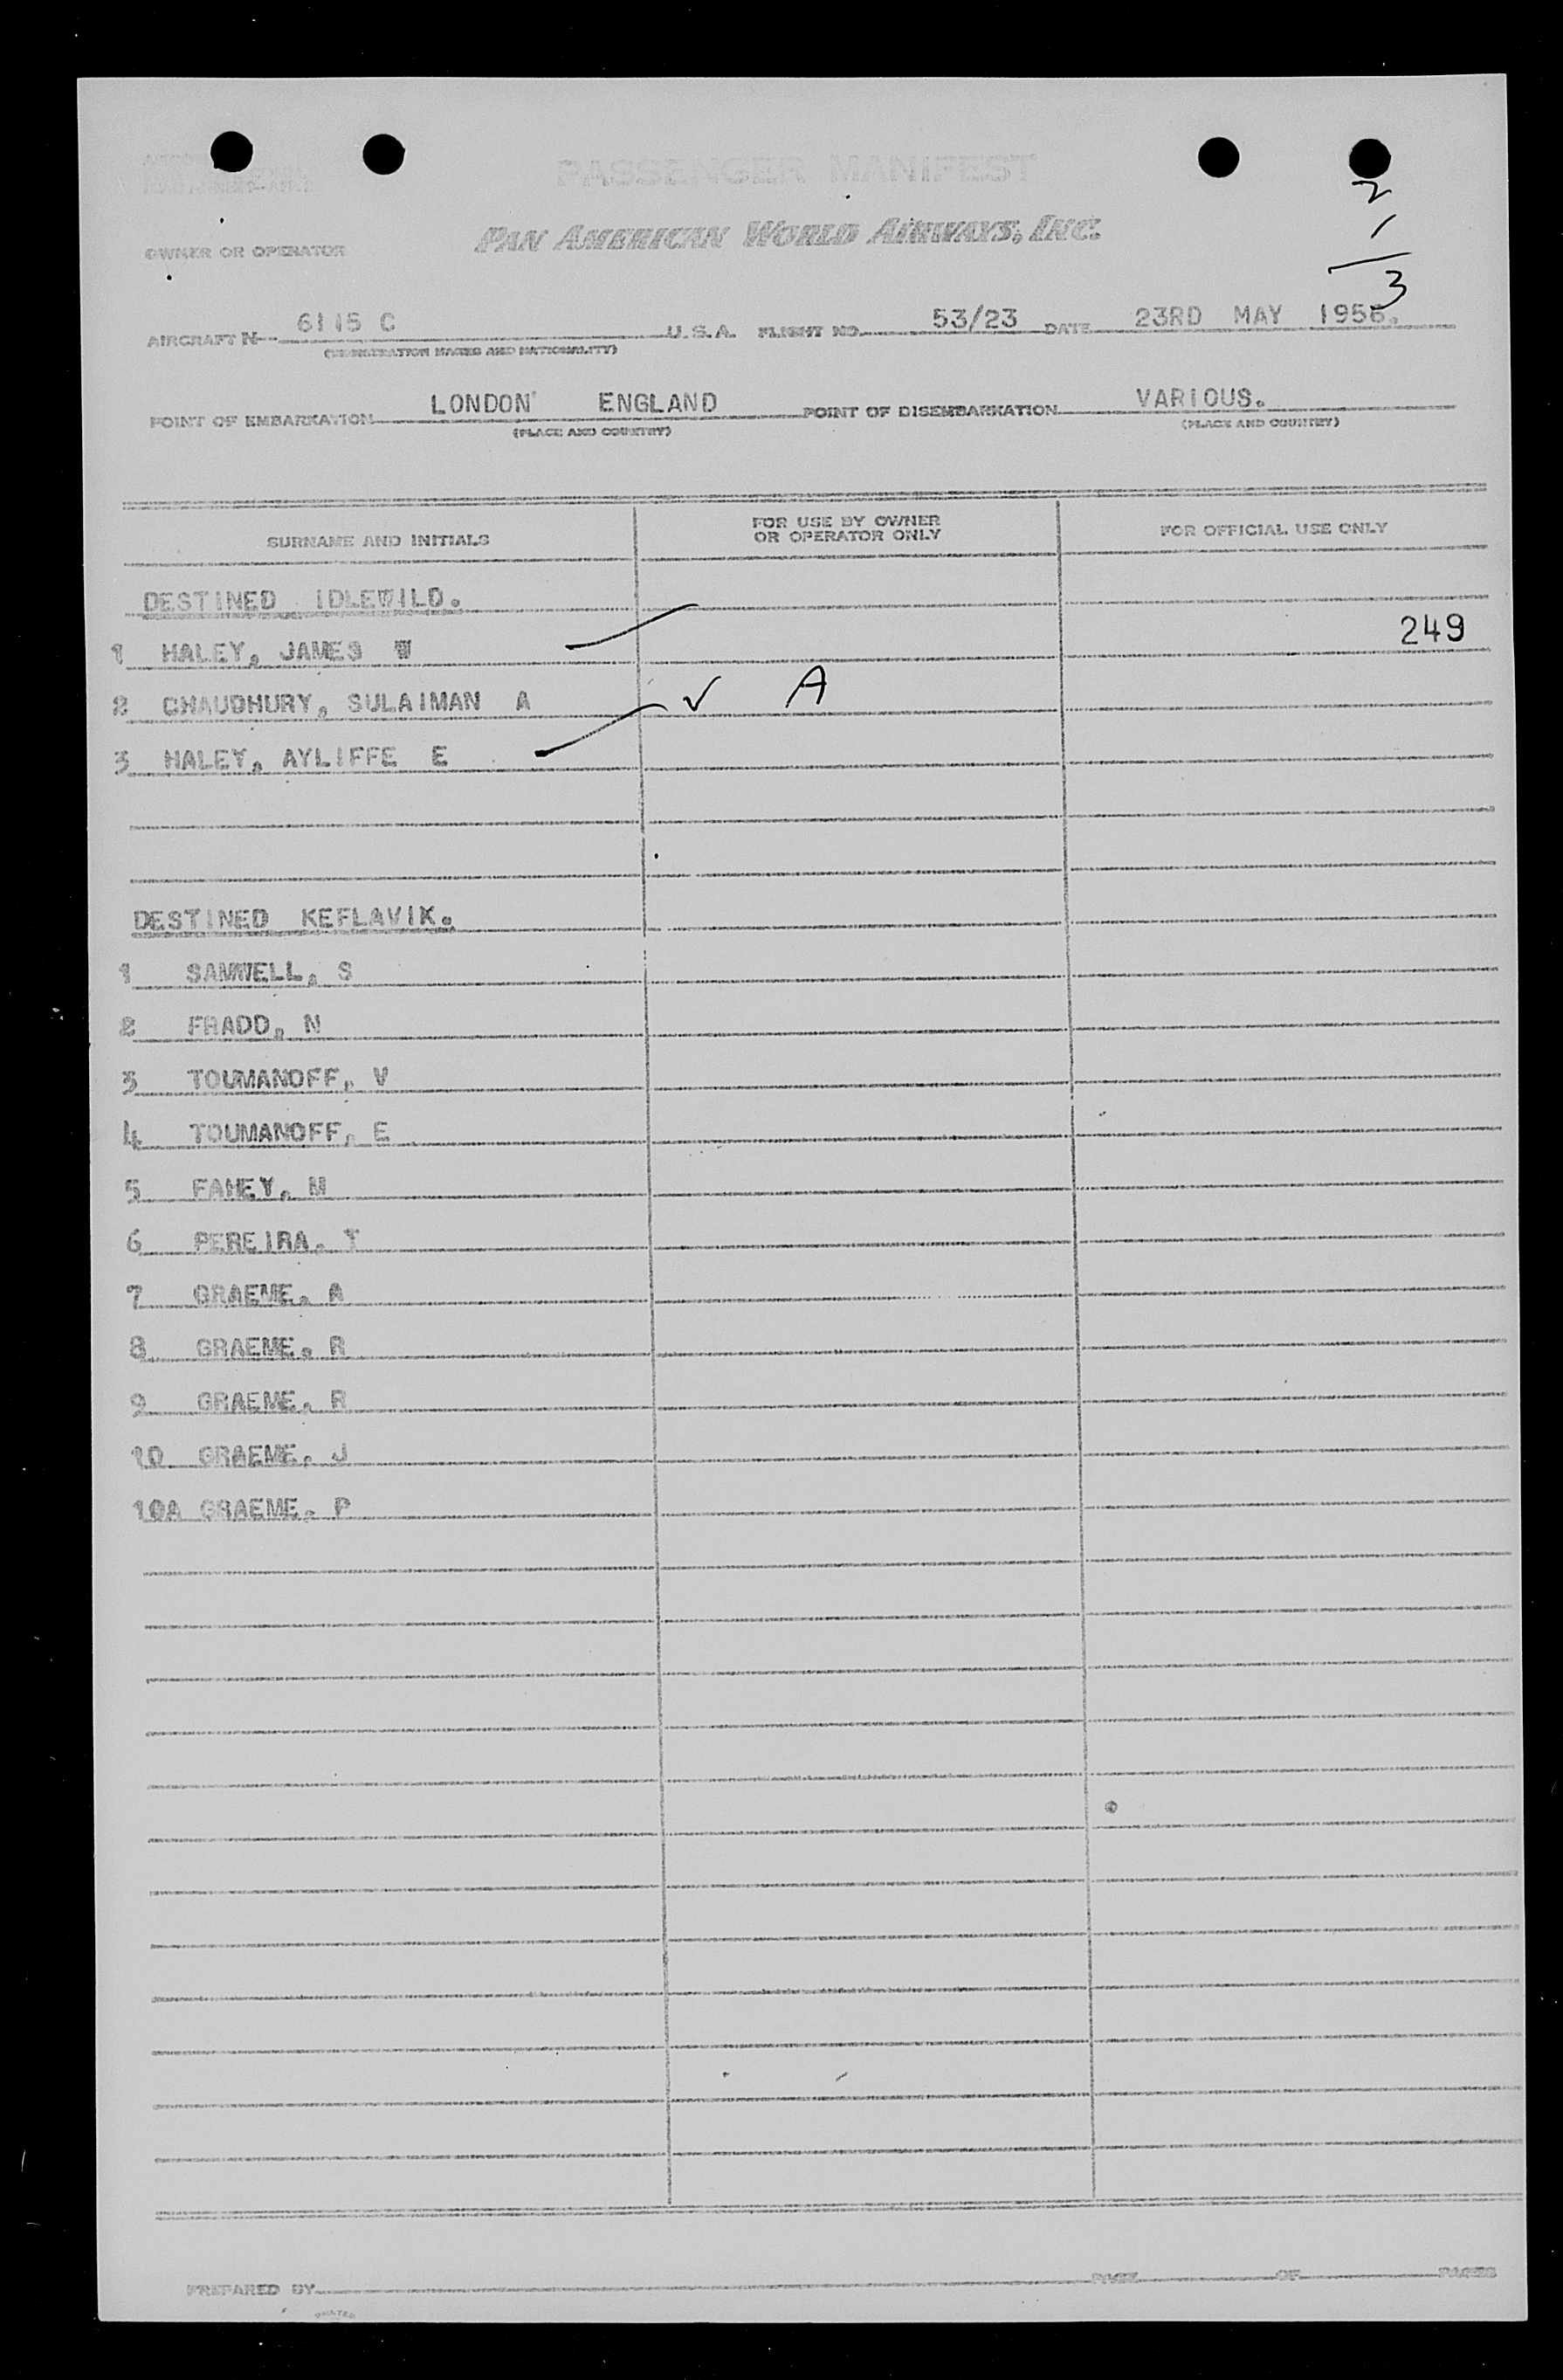 PASSENGER MANIFEST
2
PAN AMERICAN WORLD AIRWAYS, INC.
1
OWNER OR OPERATOR
3
AIRCRAFT N 6115 C U.S.A. FLIGHT NO. 53/23 DATE 23RD MAY 1956.
(REGISTRATION MARKS AND NATIONALITY)
POINT OF EMBARKATION LONDON ENGLAND POINT OF DISEMBARKATION VARIOUS.
(PLACE AND COUNTRY) (PLACE AND COUNTRY)
SURNAME AND INITIALS FOR USE BY OWNER OR OPERATOR ONLY FOR OFFICIAL USE ONLY
DESTINED IDLEWILD.
249
1 HALEY, JAMES W
2 CHAUDHURY, SULAIMAN A ✓ A
3 HALEY, AYLIFFE E
DESTINED KEFLAVIK.
1 SAMWELL, S
2 FRADD, N
3 TOUMANOFF, V
4 TOUMANOFF, E
5 FAHEY, M
6 PEREIRA, T
7 GRAEME, A
8 GRAEME, R
9 GRAEME, R
10 GRAEME, J
10A GRAEME, P
PREPARED BY PAGE OF PAGES